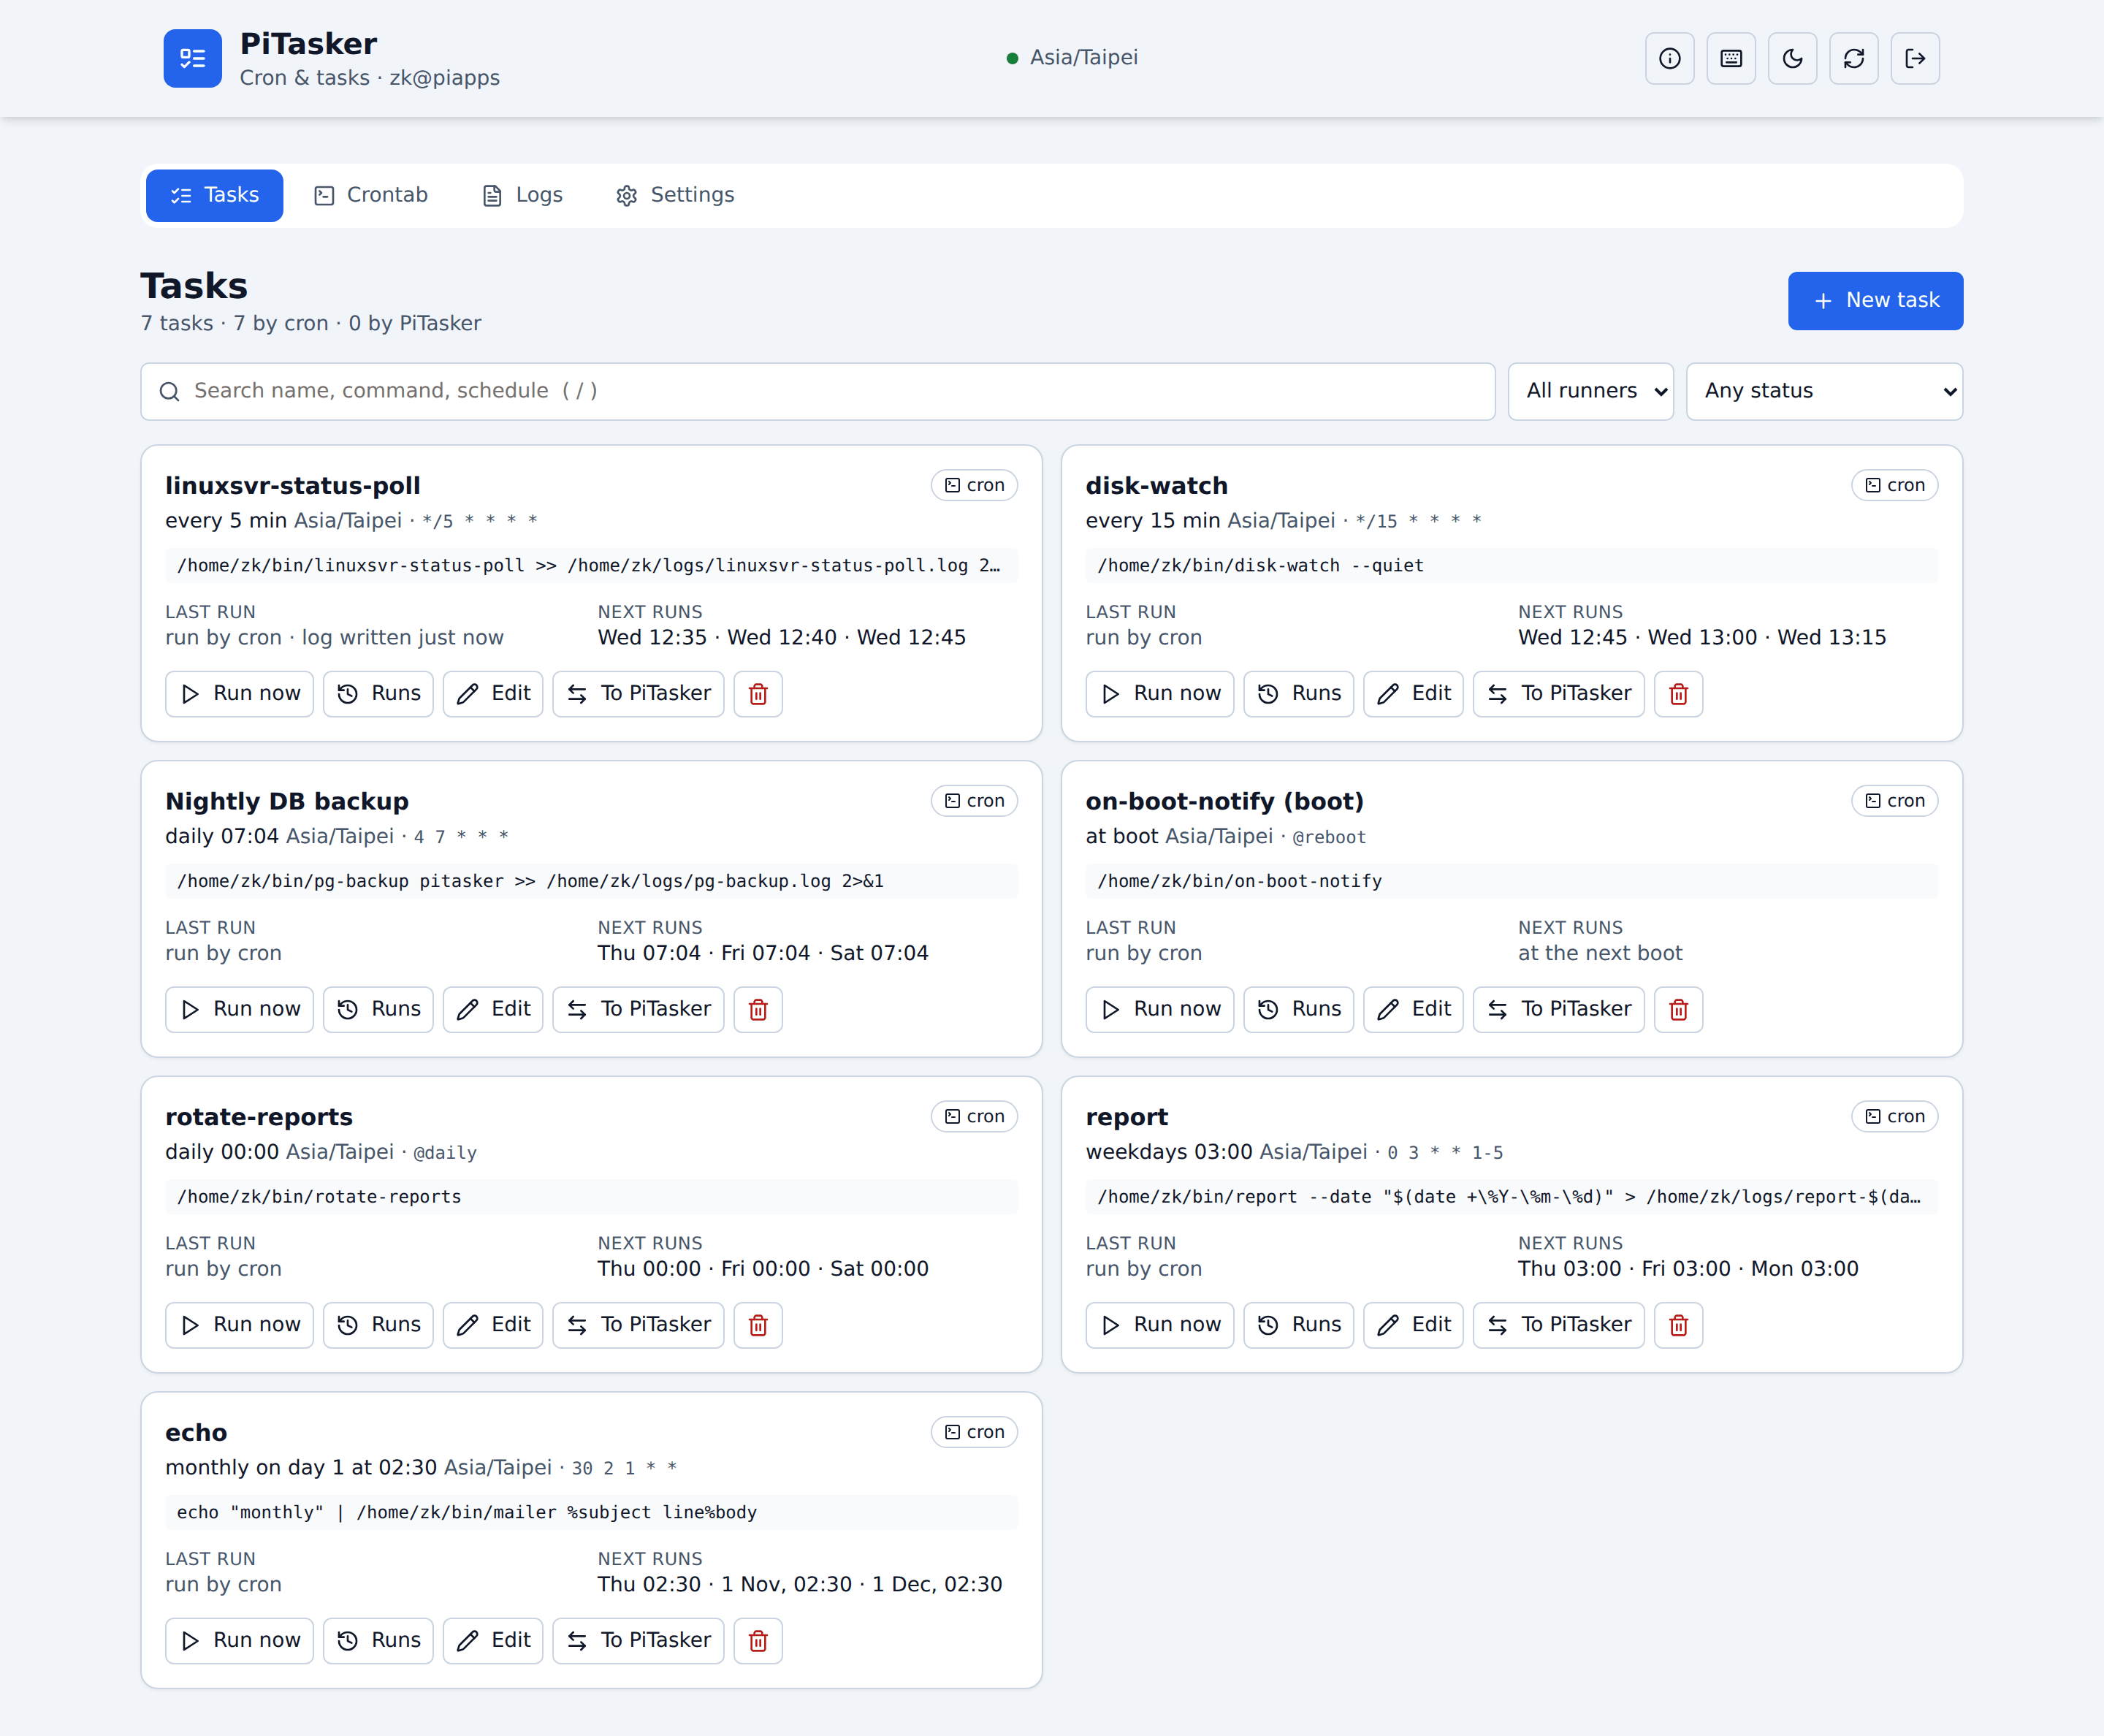 PiTasker
Cron & tasks · zk@piapps
Asia/Taipei
Tasks
Crontab
Logs
Settings
Tasks
7 tasks · 7 by cron · 0 by PiTasker
New task
Search name, command, schedule ( / )
All runners
Any status
linuxsvr-status-poll
cron
every 5 min Asia/Taipei · */5 * * * *
/home/zk/bin/linuxsvr-status-poll >> /home/zk/logs/linuxsvr-status-poll.log 2…
LAST RUN
run by cron · log written just now
NEXT RUNS
Wed 12:35 · Wed 12:40 · Wed 12:45
Run now
Runs
Edit
To PiTasker
disk-watch
cron
every 15 min Asia/Taipei · */15 * * * *
/home/zk/bin/disk-watch --quiet
LAST RUN
run by cron
NEXT RUNS
Wed 12:45 · Wed 13:00 · Wed 13:15
Run now
Runs
Edit
To PiTasker
Nightly DB backup
cron
daily 07:04 Asia/Taipei · 4 7 * * *
/home/zk/bin/pg-backup pitasker >> /home/zk/logs/pg-backup.log 2>&1
LAST RUN
run by cron
NEXT RUNS
Thu 07:04 · Fri 07:04 · Sat 07:04
Run now
Runs
Edit
To PiTasker
on-boot-notify (boot)
cron
at boot Asia/Taipei · @reboot
/home/zk/bin/on-boot-notify
LAST RUN
run by cron
NEXT RUNS
at the next boot
Run now
Runs
Edit
To PiTasker
rotate-reports
cron
daily 00:00 Asia/Taipei · @daily
/home/zk/bin/rotate-reports
LAST RUN
run by cron
NEXT RUNS
Thu 00:00 · Fri 00:00 · Sat 00:00
Run now
Runs
Edit
To PiTasker
report
cron
weekdays 03:00 Asia/Taipei · 0 3 * * 1-5
/home/zk/bin/report --date "$(date +\%Y-\%m-\%d)" > /home/zk/logs/report-$(da…
LAST RUN
run by cron
NEXT RUNS
Thu 03:00 · Fri 03:00 · Mon 03:00
Run now
Runs
Edit
To PiTasker
echo
cron
monthly on day 1 at 02:30 Asia/Taipei · 30 2 1 * *
echo "monthly" | /home/zk/bin/mailer %subject line%body
LAST RUN
run by cron
NEXT RUNS
Thu 02:30 · 1 Nov, 02:30 · 1 Dec, 02:30
Run now
Runs
Edit
To PiTasker